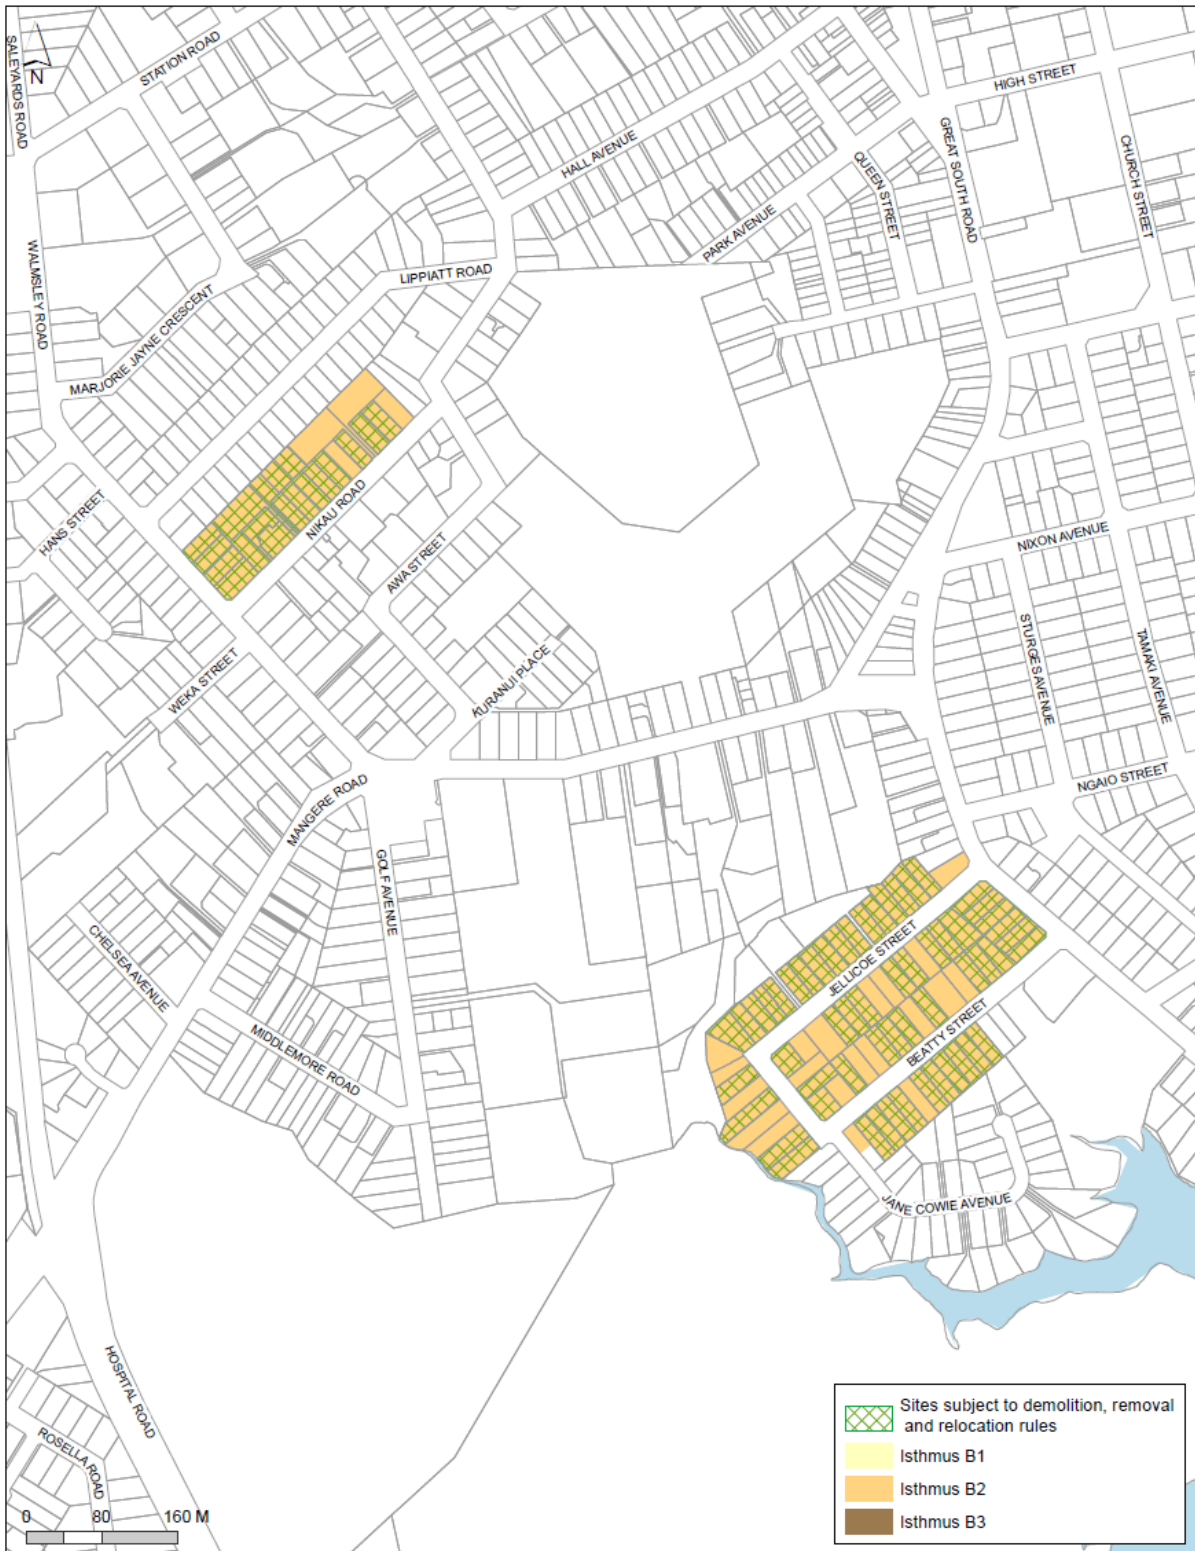 SALEYARDS ROAD
N
STATION ROAD
HIGH STREET
GREAT SOUTH ROAD
CHURCH STREET
HALL AVENUE
QUEEN STREET
PARK AVENUE
WALMSLEY ROAD
LIPPIATT ROAD
MARJORIE JAYNE CRESCENT
HANS STREET
NIKAU ROAD
AWA STREET
NIXON AVENUE
STURGES AVENUE
TAMAKI AVENUE
WEKA STREET
KURANUI PLACE
NGAIO STREET
MANGERE ROAD
GOLF AVENUE
CHELSEA AVENUE
JELLICOE STREET
BEATTY STREET
MIDDLEMORE ROAD
JANE COWIE AVENUE
HOSPITAL ROAD
ROSELLA ROAD
0 80 160 M
Sites subject to demolition, removal
and relocation rules
Isthmus B1
Isthmus B2
Isthmus B3